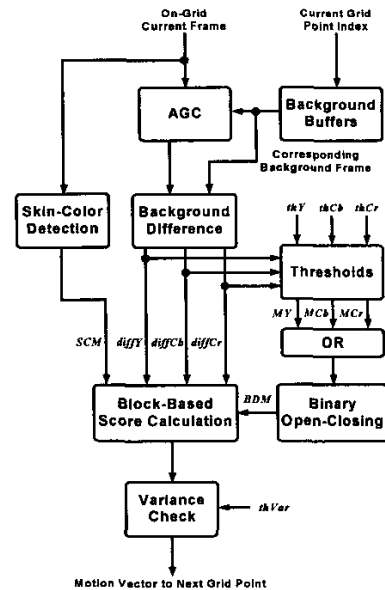 On-Grid
Current Frame
Current Grid
Point Index
AGC
Background
Buffers
Corresponding
Background Frame
Skin-Color
Detection
Background
Difference
thY thCb thCr
Thresholds
MY MCb MCr
OR
SCM diffY diffCb diffCr
Block-Based
Score Calculation
BDM
Binary
Open-Closing
Variance
Check
thVar
Motion Vector to Next Grid Point